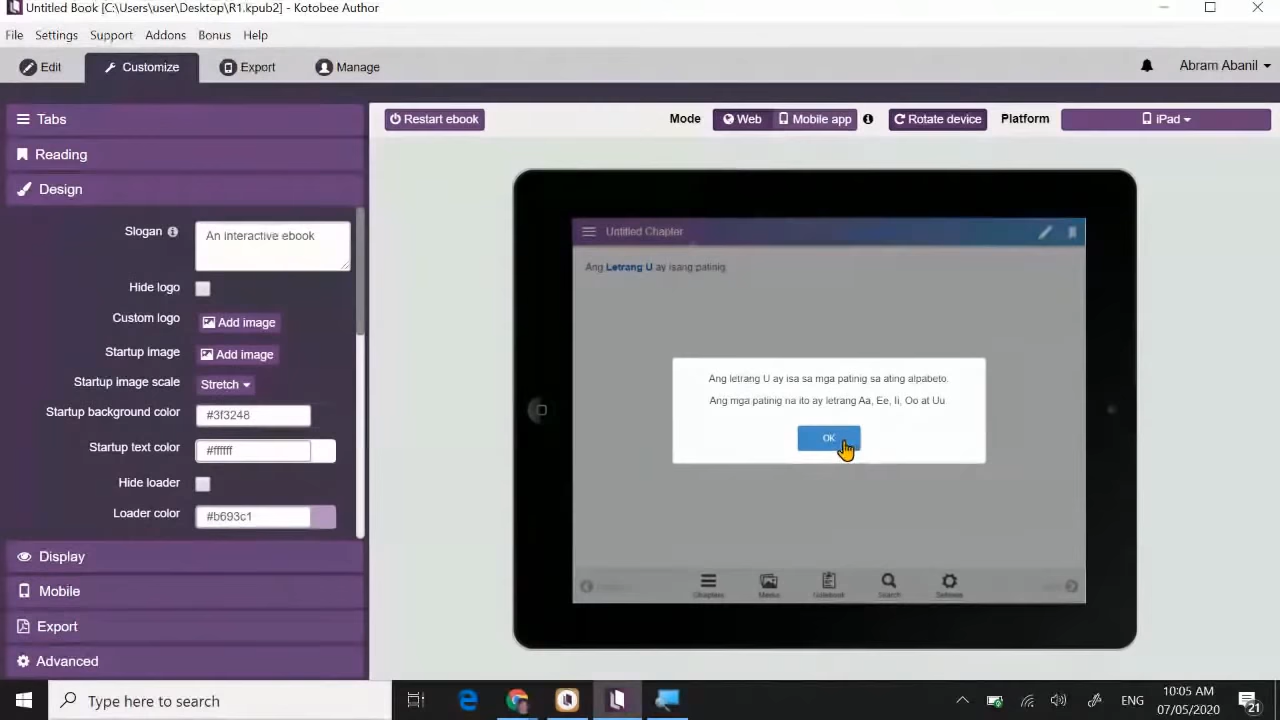 Untitled Book [C:\Users\user\Desktop\R1.kpub2] - Kotobee Author
File Settings Support Addons Bonus Help
Edit Customize Export Manage Abram Abanil
Tabs
Restart ebook Mode Web Mobile app Rotate device Platform iPad
Reading
Design
Slogan An interactive ebook
Hide logo
Custom logo Add image
Startup image Add image
Startup image scale Stretch
Startup background color #3f3248
Startup text color #ffffff
Hide loader
Loader color #b693c1
Display
Mobile
Export
Advanced
Untitled Chapter
Ang Letrang U ay isang patinig
Ang letrang U ay isa sa mga patinig sa ating alpabeto.
Ang mga patinig na ito ay letrang Aa, Ee, Ii, Oo at Uu
OK
Chapters Media Notebook Search Settings
Type here to search
ENG
10:05 AM
07/05/2020
21